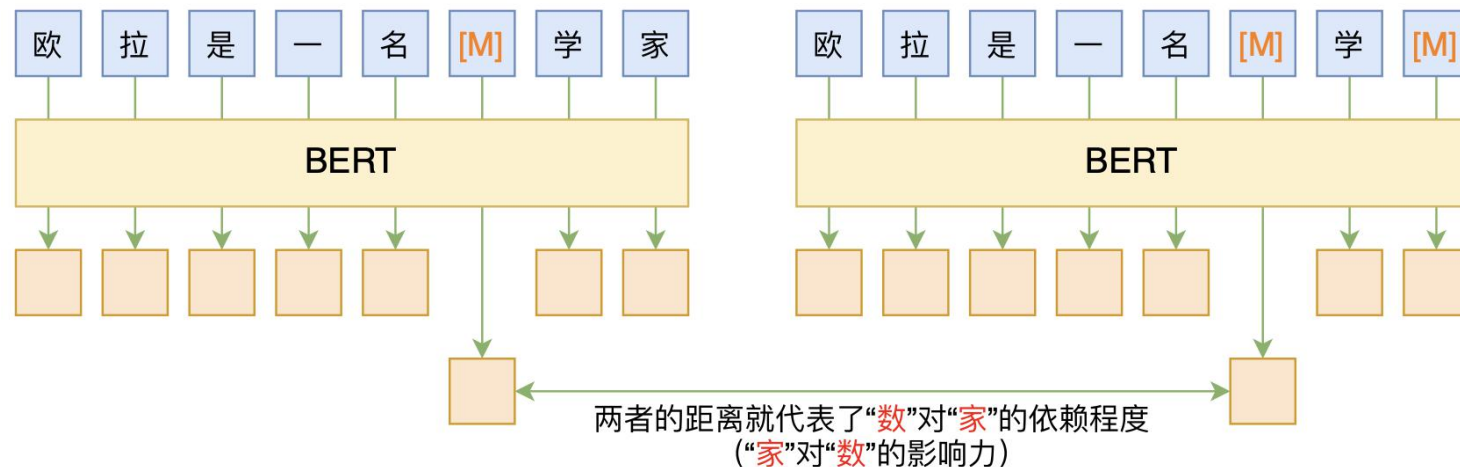 欧 拉 是 一 名 [M] 学 家
欧 拉 是 一 名 [M] 学 [M]
BERT
BERT
两者的距离就代表了“数”对“家”的依赖程度
(“家”对“数”的影响力)